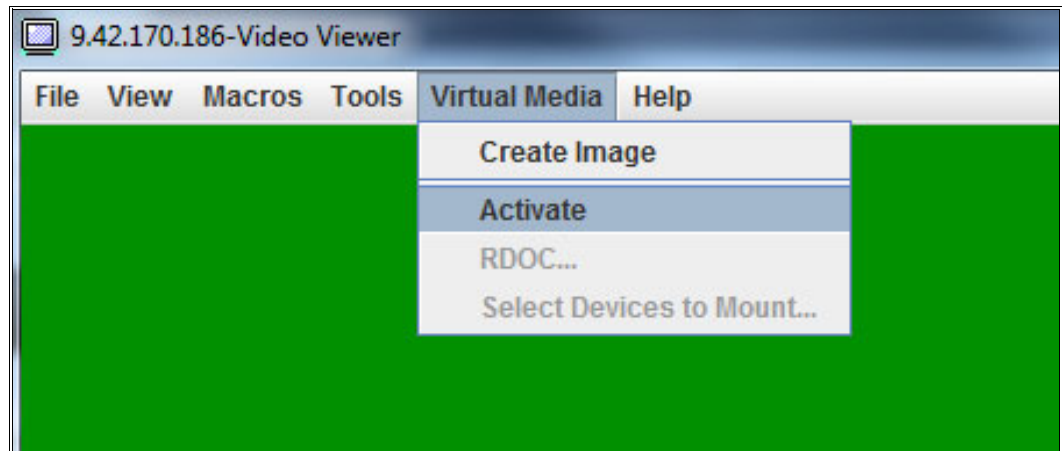 9.42.170.186-Video Viewer
File View Macros Tools Virtual Media Help
Create Image
Activate
RDOC...
Select Devices to Mount...